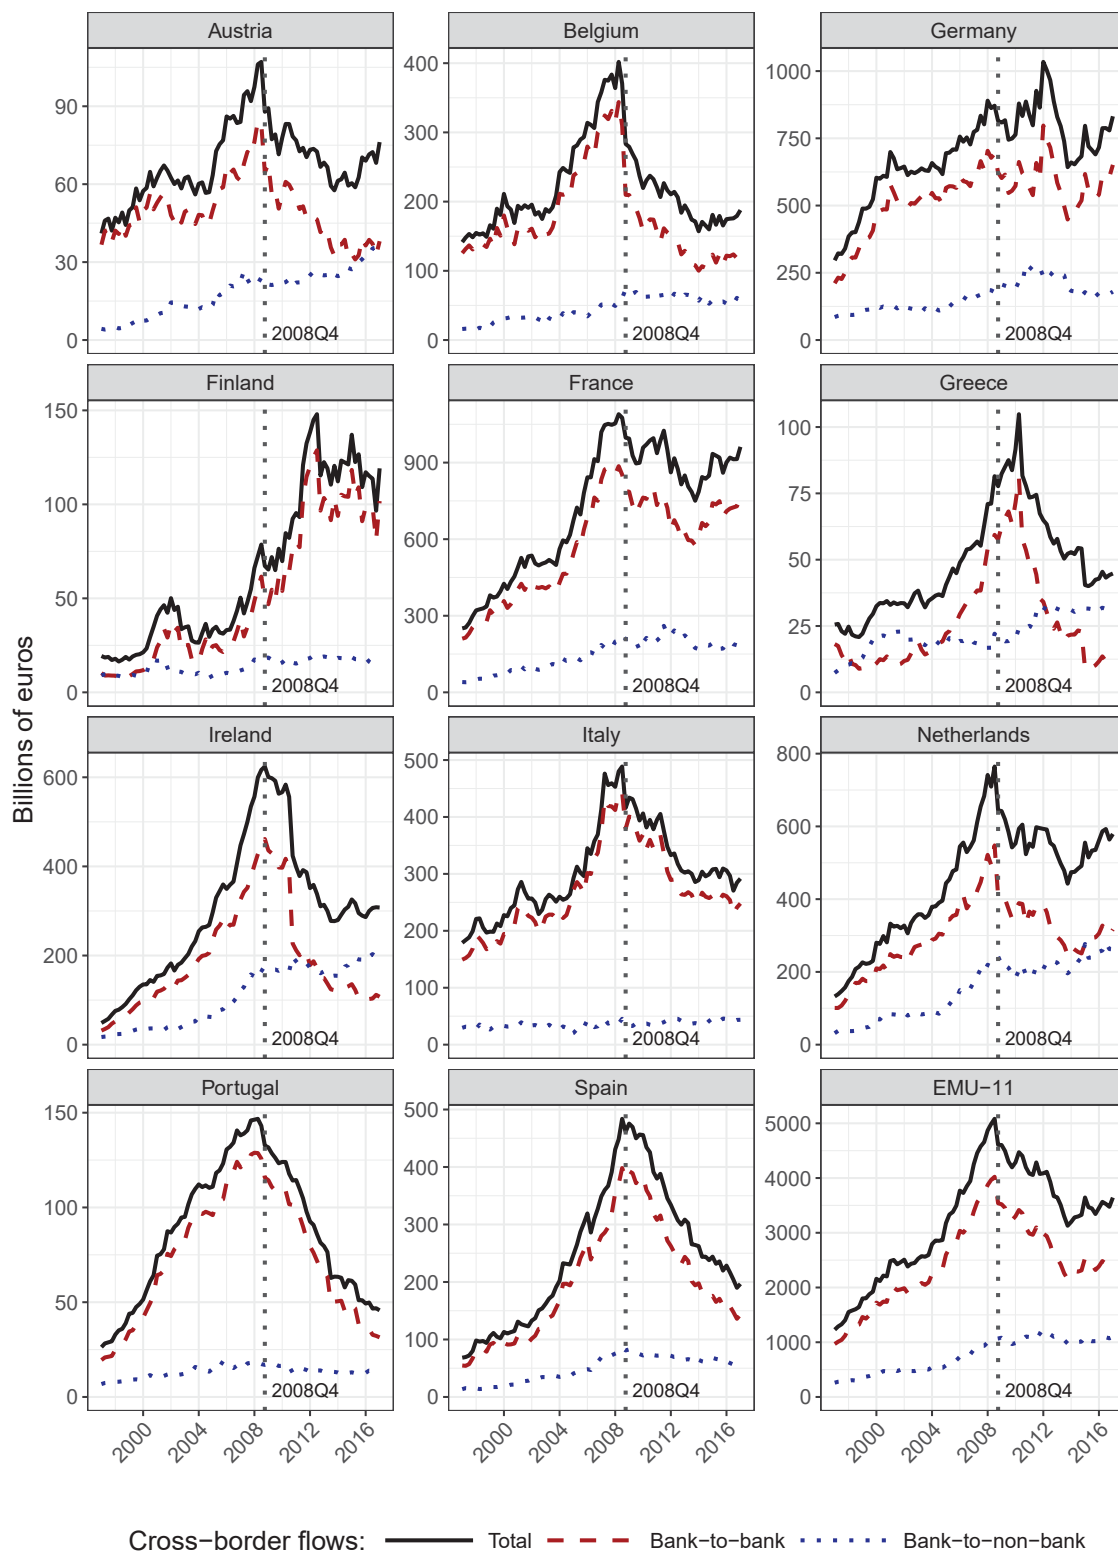 Billions of euros
Austria
90
60
30
0
2008Q4
Belgium
400
300
200
100
0
2008Q4
Germany
1000
750
500
250
0
2008Q4
Finland
150
100
50
0
2008Q4
France
900
600
300
0
2008Q4
Greece
100
75
50
25
0
2008Q4
Ireland
600
400
200
0
2008Q4
Italy
500
400
300
200
100
0
2008Q4
Netherlands
800
600
400
200
0
2008Q4
Portugal
150
100
50
0
2008Q4
2000 2004 2008 2012 2016
Spain
500
400
300
200
100
0
2008Q4
2000 2004 2008 2012 2016
EMU−11
5000
4000
3000
2000
1000
0
2008Q4
2000 2004 2008 2012 2016
Cross−border flows: Total Bank−to−bank Bank−to−non−bank